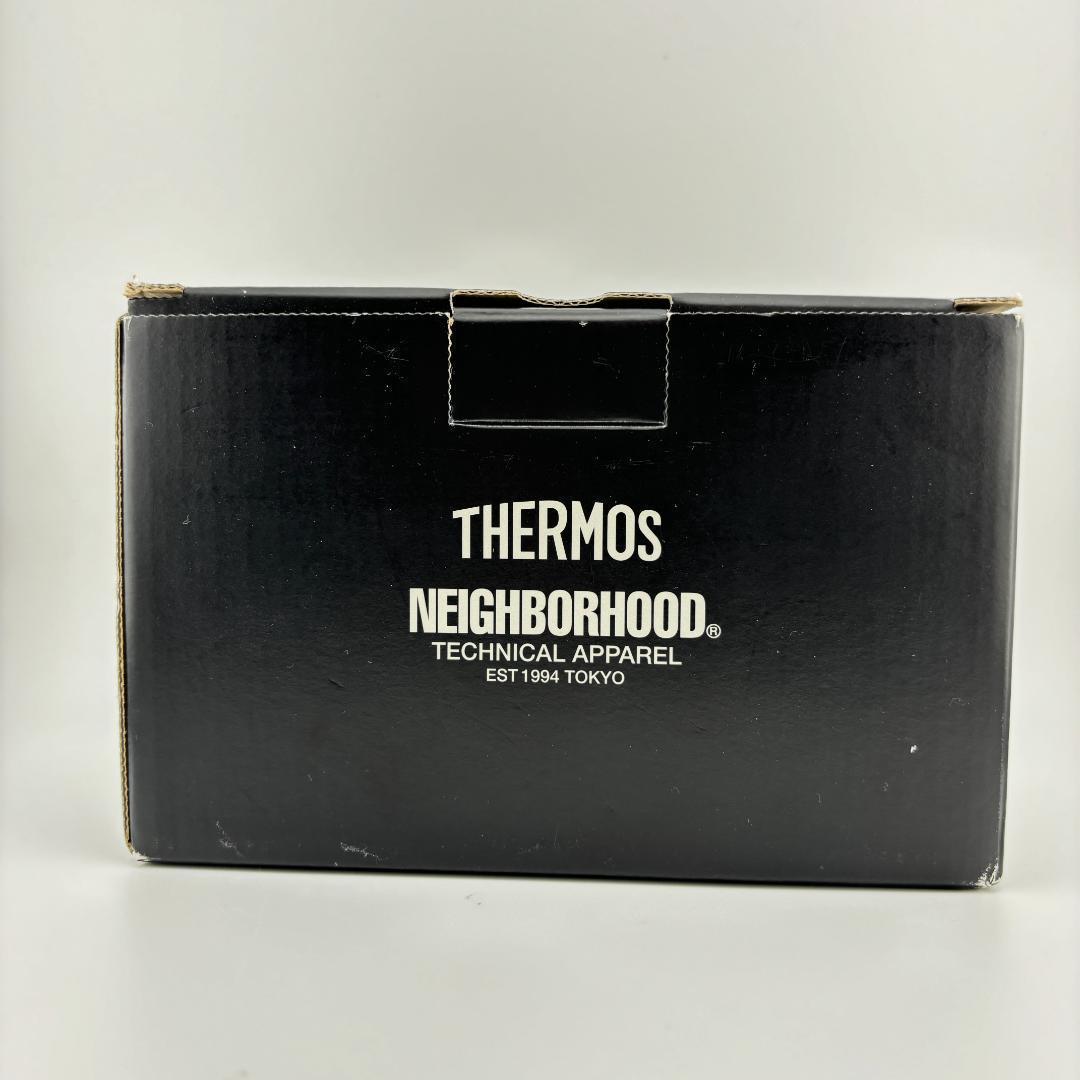 THERMOS
NEIGHBORHOOD®
TECHNICAL APPAREL
EST 1994 TOKYO